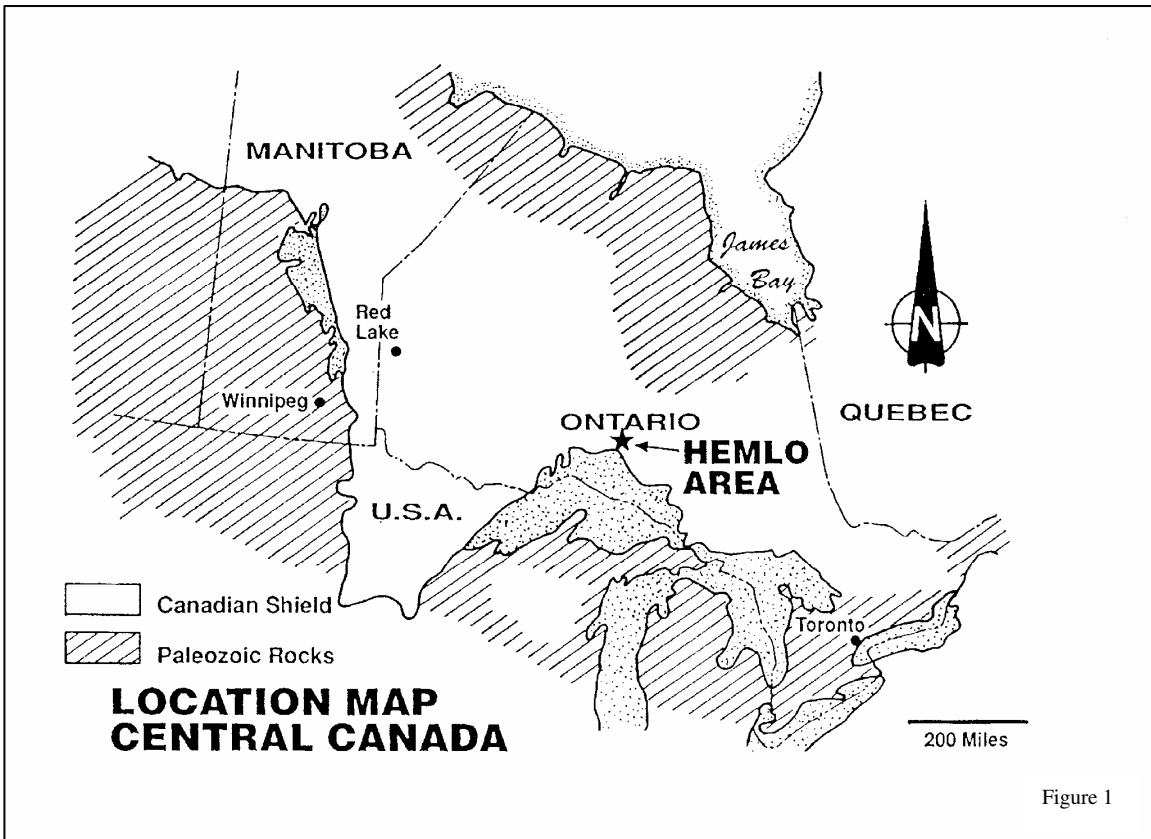 MANITOBA
James
Bay
Red
Lake
N
Winnipeg
QUEBEC
ONTARIO
HEMLO
AREA
U.S.A.
Canadian Shield
Toronto
Paleozoic Rocks
LOCATION MAP
CENTRAL CANADA
200 Miles
Figure 1